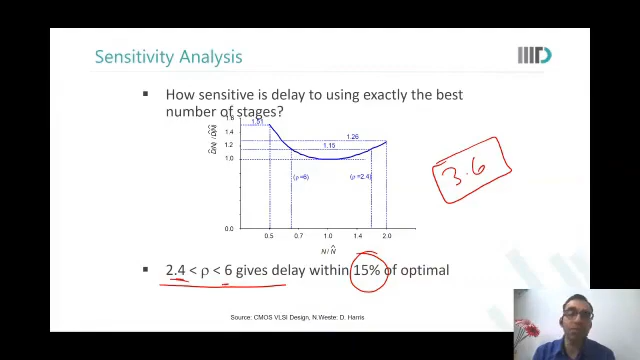 Sensitivity Analysis
How sensitive is delay to using exactly the best
number of stages?
1.6
1.51
1.4
1.26
1.2
1.15
1.0
(ρ=6)
(ρ=2.4)
3.6
0.0
0.5
0.7
1.0
1.4
2.0
N / N̂
2.4 < ρ < 6 gives delay within 15% of optimal
Source: CMOS VLSI Design, N.Weste: D. Harris